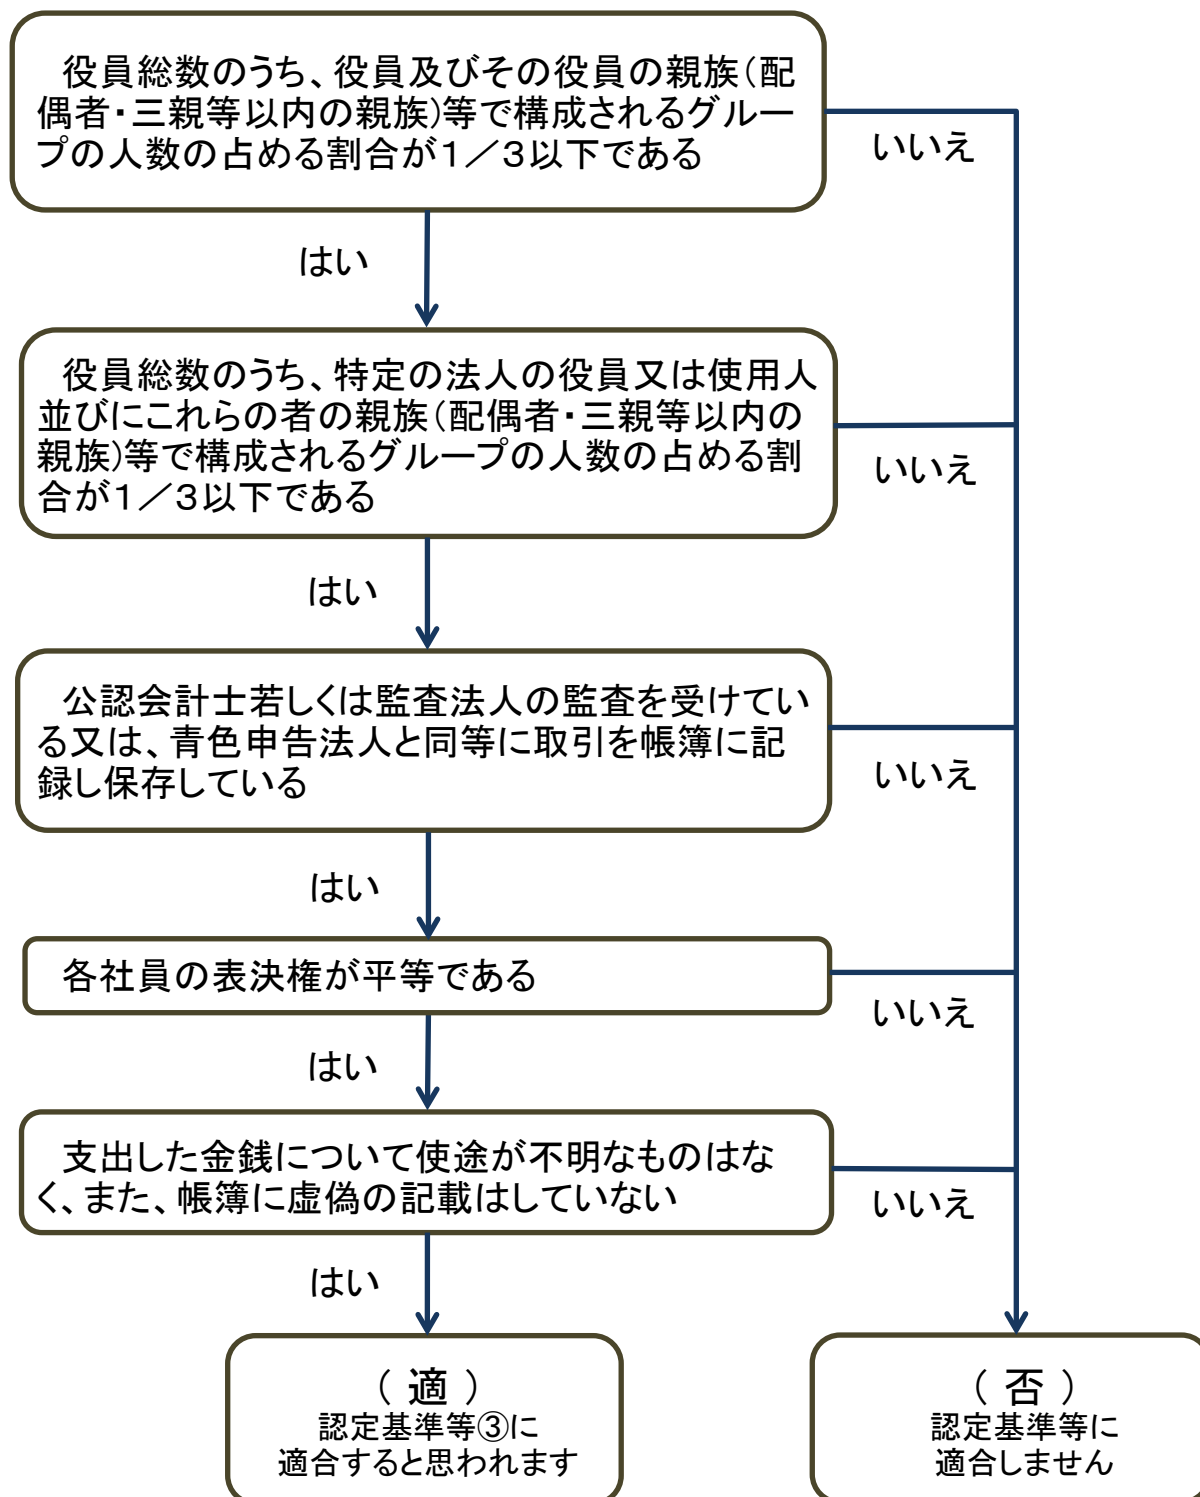 役員総数のうち、役員及びその役員の親族(配
偶者・三親等以内の親族)等で構成されるグルー
プの人数の占める割合が1/3以下である
いいえ
はい
役員総数のうち、特定の法人の役員又は使用人
並びにこれらの者の親族(配偶者・三親等以内の
親族)等で構成されるグループの人数の占める割
合が1/3以下である
いいえ
はい
公認会計士若しくは監査法人の監査を受けてい
る又は、青色申告法人と同等に取引を帳簿に記
録し保存している
いいえ
はい
各社員の表決権が平等である
いいえ
はい
支出した金銭について使途が不明なものはな
く、また、帳簿に虚偽の記載はしていない
いいえ
はい
(適)
認定基準等③に
適合すると思われます
(否)
認定基準等に
適合しません